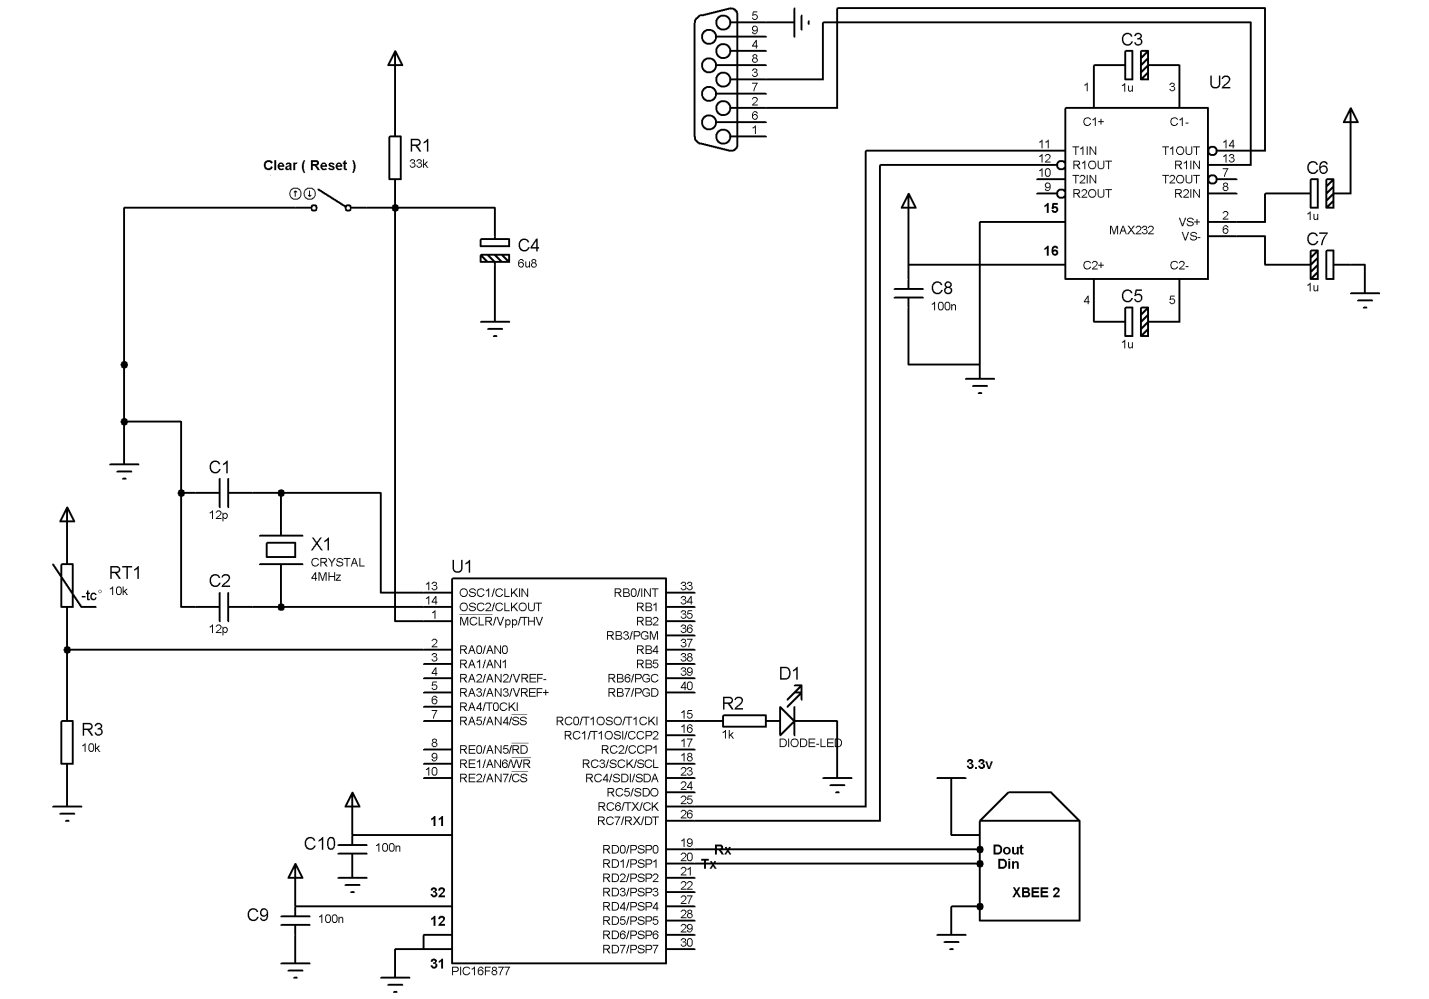 5
9
4
8
3
7
2
6
1
C3
1u
1
3
U2
C1+
C1-
11
T1IN
T1OUT
14
12
R1OUT
R1IN
13
10
T2IN
T2OUT
7
9
R2OUT
R2IN
8
15
VS+
2
VS-
6
MAX232
16
C2+
C2-
4
5
C5
1u
C6
1u
C7
1u
C8
100n
R1
33k
Clear ( Reset )
C4
6u8
C1
12p
X1
CRYSTAL
4MHz
C2
12p
RT1
10k
-tc°
R3
10k
U1
13
OSC1/CLKIN
14
OSC2/CLKOUT
1
MCLR/Vpp/THV
2
RA0/AN0
3
RA1/AN1
4
RA2/AN2/VREF-
5
RA3/AN3/VREF+
6
RA4/T0CKI
7
RA5/AN4/SS
8
RE0/AN5/RD
9
RE1/AN6/WR
10
RE2/AN7/CS
11
32
12
31
PIC16F877
RB0/INT
33
RB1
34
RB2
35
RB3/PGM
36
RB4
37
RB5
38
RB6/PGC
39
RB7/PGD
40
RC0/T1OSO/T1CKI
15
RC1/T1OSI/CCP2
16
RC2/CCP1
17
RC3/SCK/SCL
18
RC4/SDI/SDA
23
RC5/SDO
24
RC6/TX/CK
25
RC7/RX/DT
26
RD0/PSP0
19
RD1/PSP1
20
RD2/PSP2
21
RD3/PSP3
22
RD4/PSP4
27
RD5/PSP5
28
RD6/PSP6
29
RD7/PSP7
30
C10
100n
C9
100n
R2
1k
D1
DIODE-LED
Rx
Tx
3.3v
Dout
Din
XBEE 2